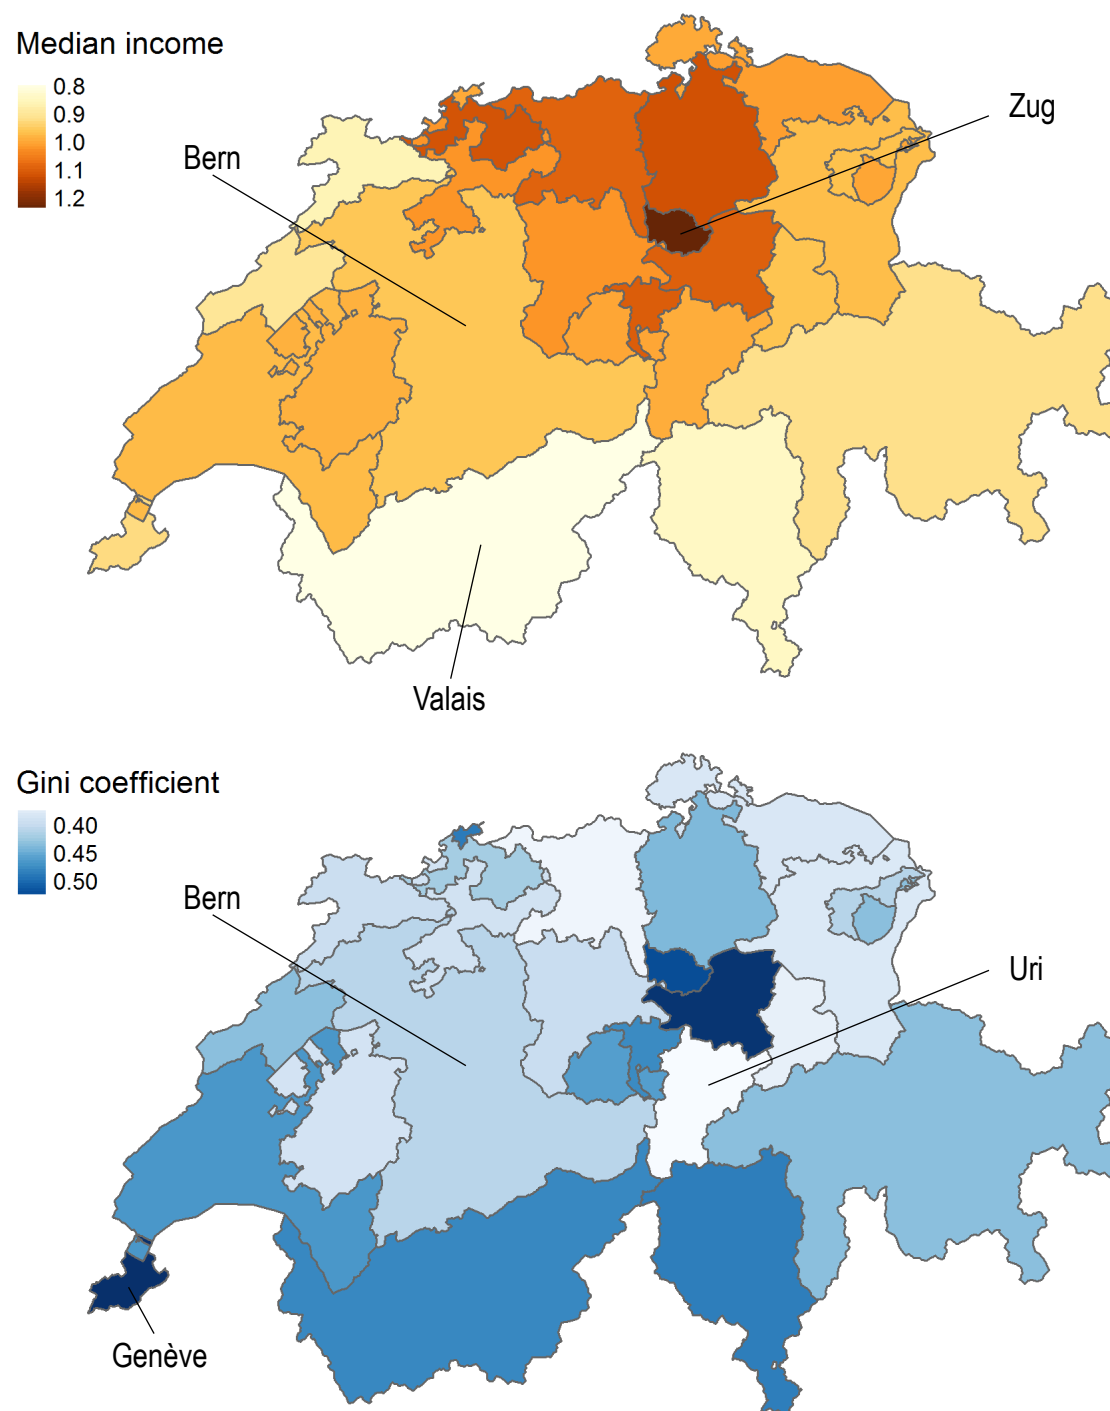 Median income
0.8
0.9
1.0
1.1
1.2
Zug
Bern
Valais
Gini coefficient
0.40
0.45
0.50
Bern
Uri
Genève